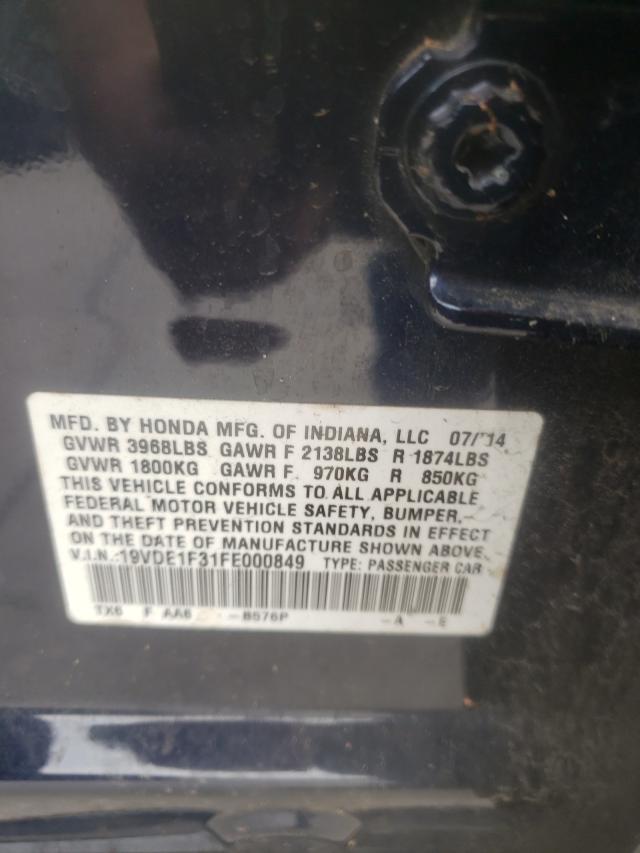 MFD. BY HONDA MFG. OF INDIANA, LLC 07/14
GVWR 3968LBS GAWR F 2138LBS R 1874LBS
GVWR 1800KG GAWR F 970KG R 850KG
THIS VEHICLE CONFORMS TO ALL APPLICABLE
FEDERAL MOTOR VEHICLE SAFETY, BUMPER,
AND THEFT PREVENTION STANDARDS IN EFFECT
ON THE DATE OF MANUFACTURE SHOWN ABOVE.
V.I.N.:19VDE1F31FE000849 TYPE: PASSENGER CAR
TX6 F AA6 -B576P -A -E